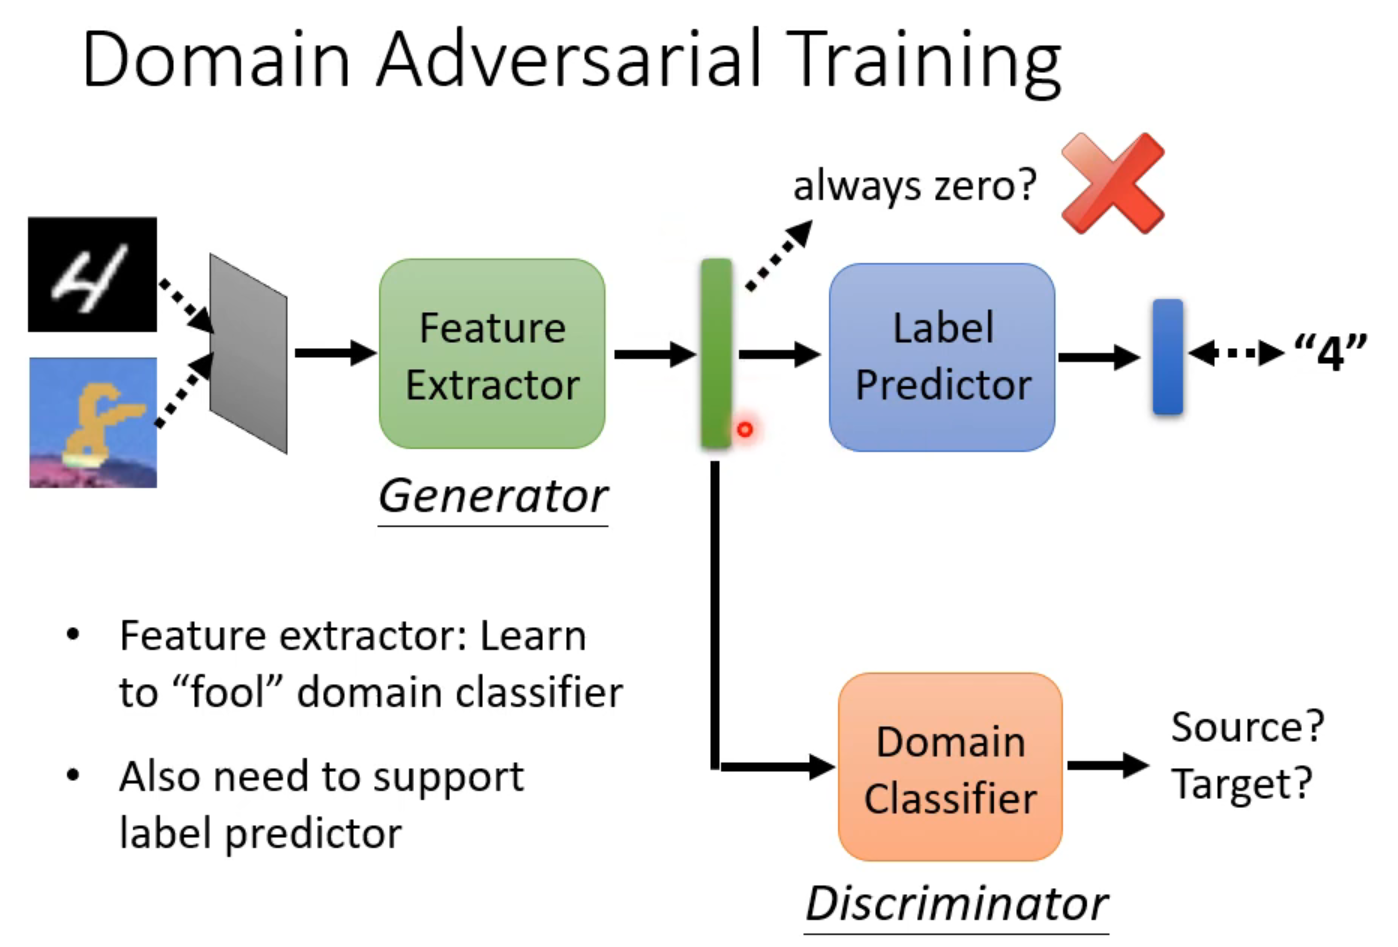 Domain Adversarial Training
always zero?
4
Feature
Extractor
Label
Predictor
“4”
Generator
• Feature extractor: Learn
to “fool” domain classifier
• Also need to support
label predictor
Domain
Classifier
Source?
Target?
Discriminator